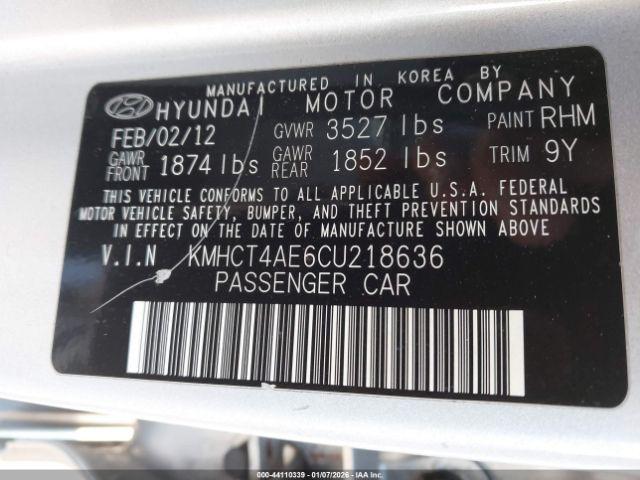 MANUFACTURED IN KOREA BY
HYUNDAI MOTOR COMPANY
FEB/02/12 GVWR 3527 lbs PAINT RHM
GAWR FRONT 1874 lbs GAWR REAR 1852 lbs TRIM 9Y
THIS VEHICLE CONFORMS TO ALL APPLICABLE U.S.A. FEDERAL
MOTOR VEHICLE SAFETY, BUMPER, AND THEFT PREVENTION STANDARDS
IN EFFECT ON THE DATE OF MANUFACTURE SHOWN ABOVE
V.I.N KMHCT4AE6CU218636
PASSENGER CAR
000-44110339 - 01/07/2026 - IAA Inc.